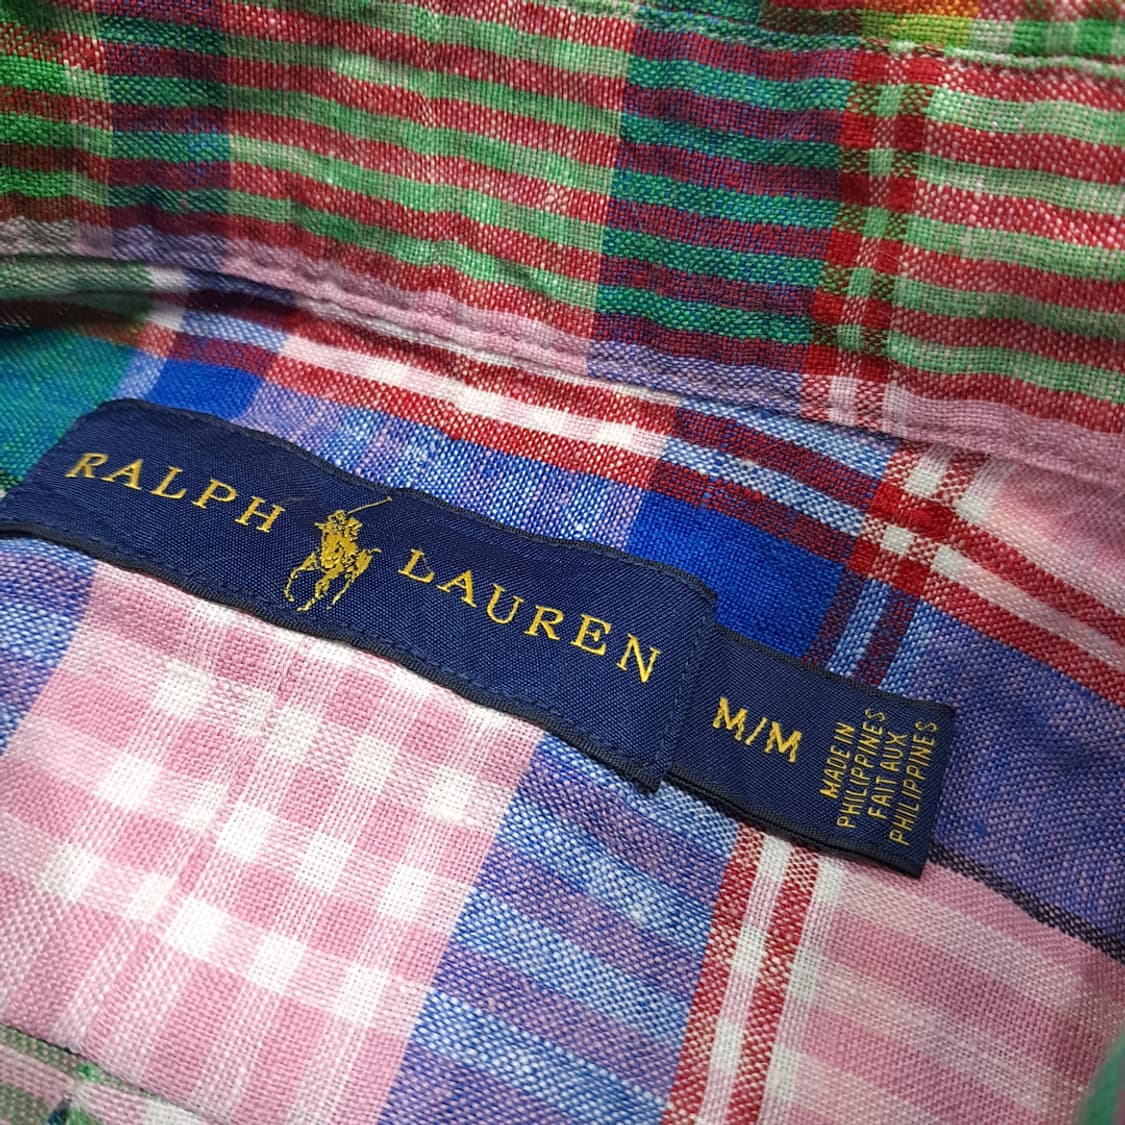 RALPH LAUREN
M/M
MADE IN
PHILIPPINES
FAIT AUX
PHILIPPINES